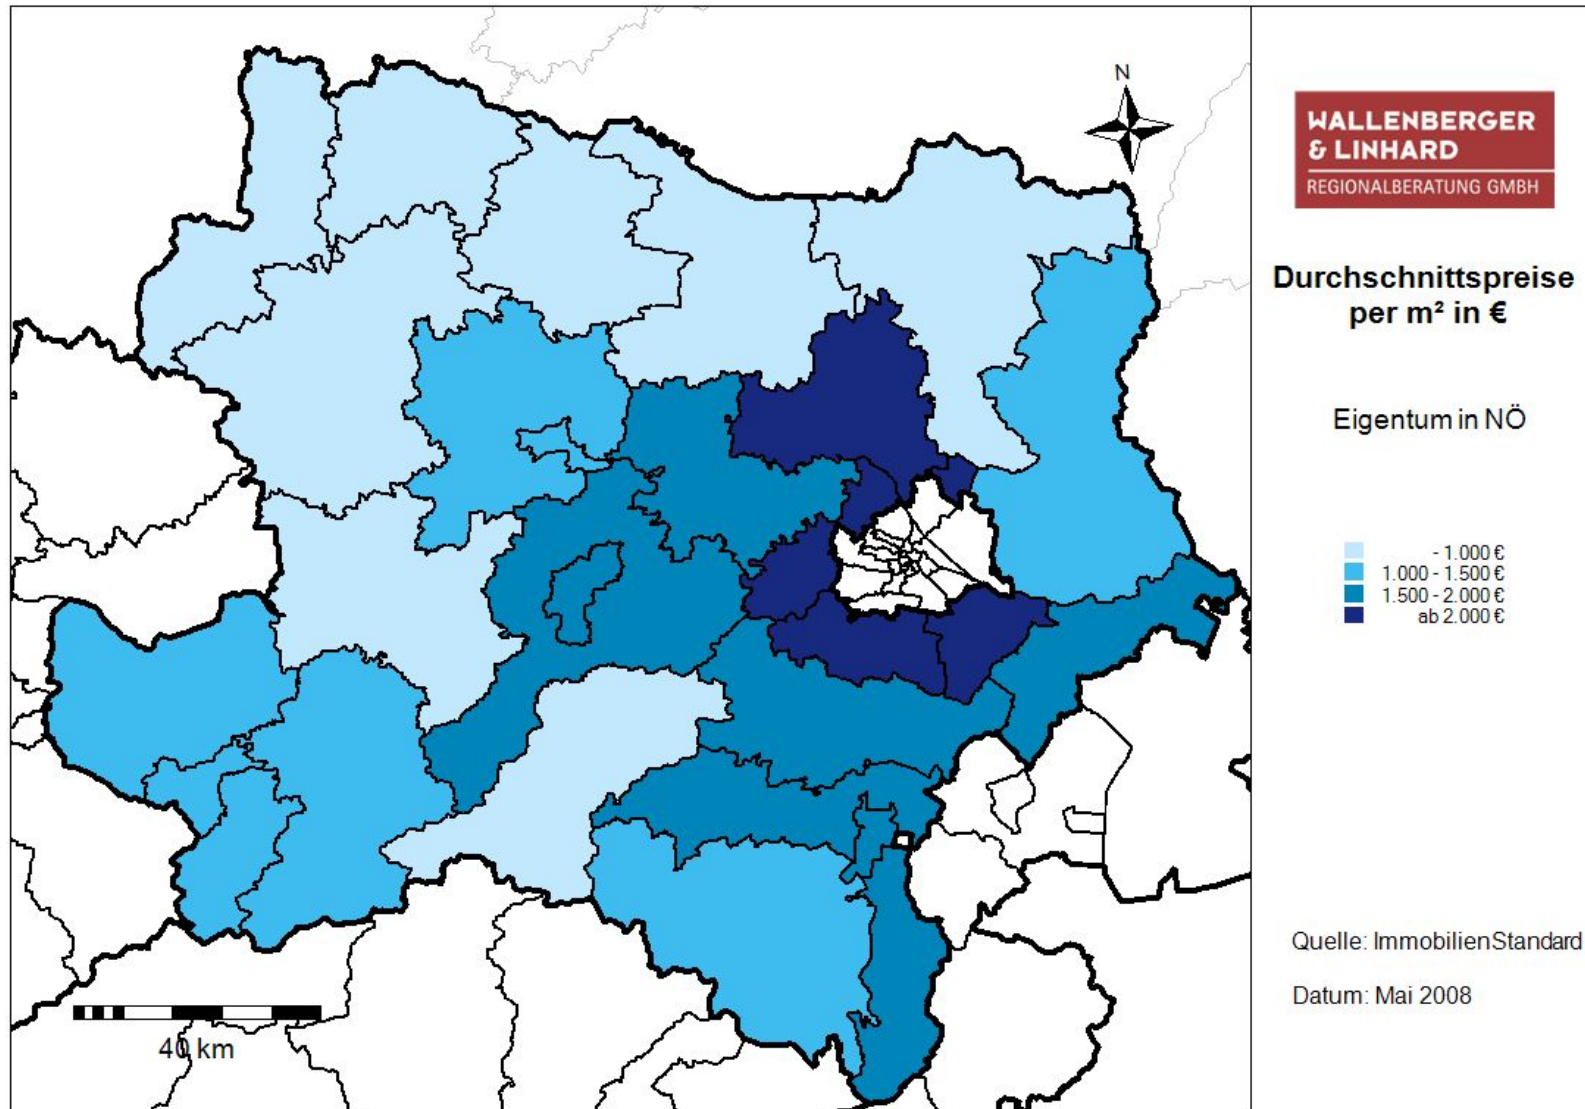 N
WALLENBERGER
& LINHARD
REGIONALBERATUNG GMBH
Durchschnittspreise
per m² in €
Eigentum in NÖ
- 1.000 €
1.000 - 1.500 €
1.500 - 2.000 €
ab 2.000 €
Quelle: ImmobilienStandard
Datum: Mai 2008
40 km